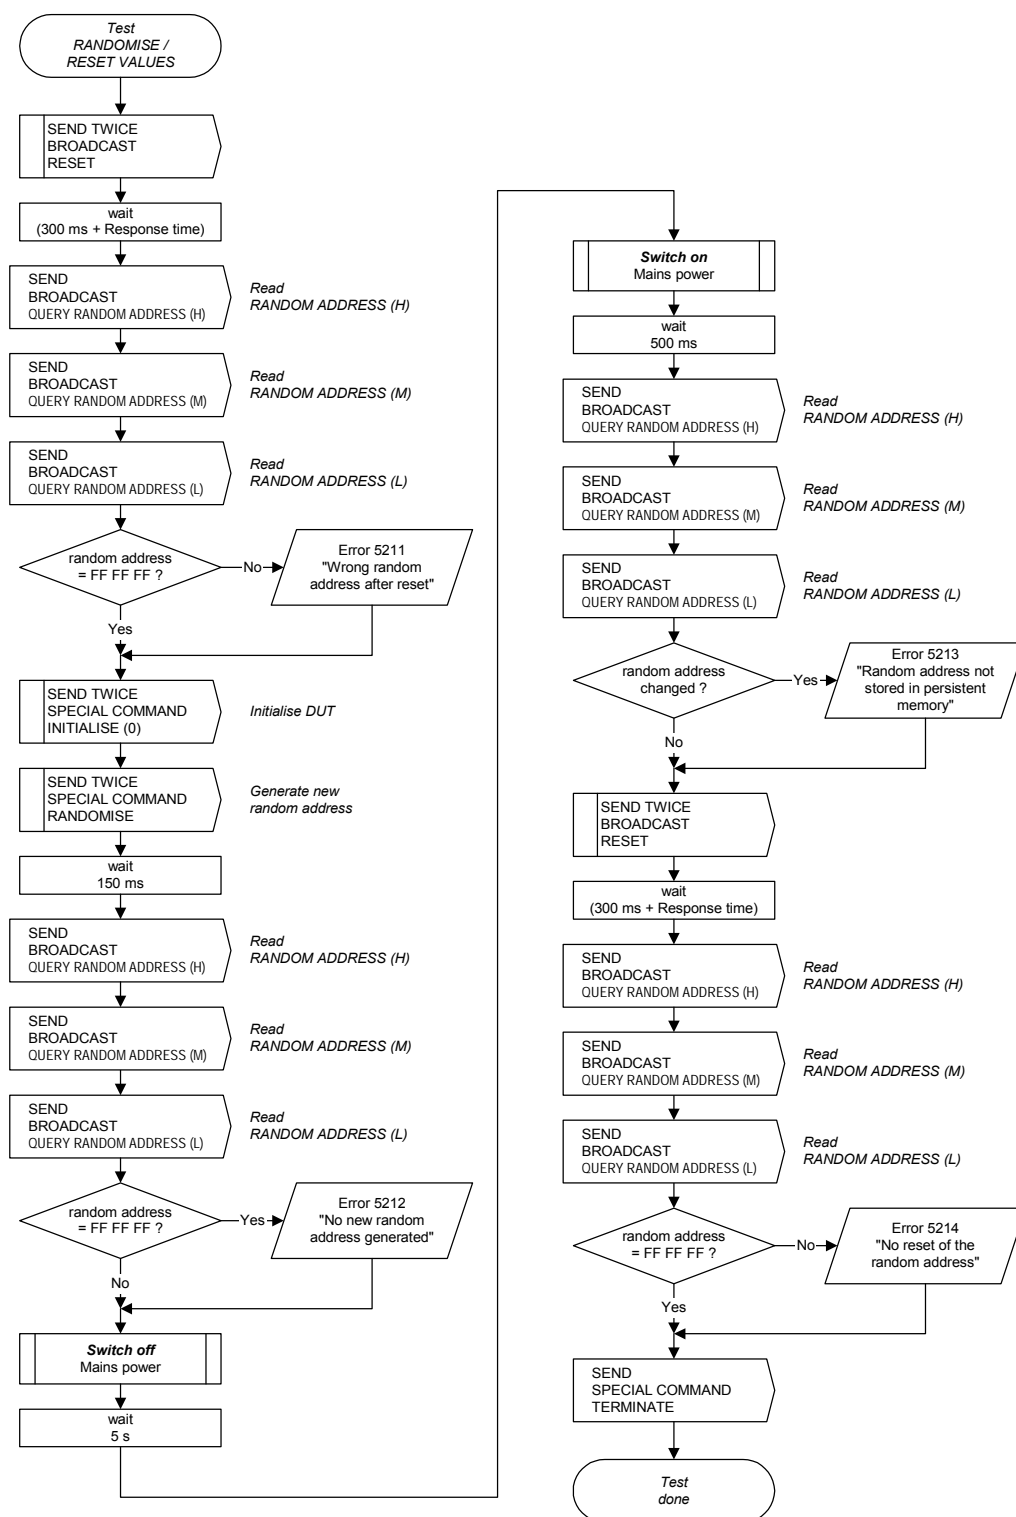 Test
RANDOMISE /
RESET VALUES
SEND TWICE
BROADCAST
RESET
wait
(300 ms + Response time)
SEND
BROADCAST
QUERY RANDOM ADDRESS (H)
Read
RANDOM ADDRESS (H)
SEND
BROADCAST
QUERY RANDOM ADDRESS (M)
Read
RANDOM ADDRESS (M)
SEND
BROADCAST
QUERY RANDOM ADDRESS (L)
Read
RANDOM ADDRESS (L)
random address
= FF FF FF ?
No
Error 5211
"Wrong random
address after reset"
Yes
SEND TWICE
SPECIAL COMMAND
INITIALISE (0)
Initialise DUT
SEND TWICE
SPECIAL COMMAND
RANDOMISE
Generate new
random address
wait
150 ms
SEND
BROADCAST
QUERY RANDOM ADDRESS (H)
Read
RANDOM ADDRESS (H)
SEND
BROADCAST
QUERY RANDOM ADDRESS (M)
Read
RANDOM ADDRESS (M)
SEND
BROADCAST
QUERY RANDOM ADDRESS (L)
Read
RANDOM ADDRESS (L)
random address
= FF FF FF ?
Yes
Error 5212
"No new random
address generated"
No
Switch off
Mains power
wait
5 s
Switch on
Mains power
wait
500 ms
SEND
BROADCAST
QUERY RANDOM ADDRESS (H)
Read
RANDOM ADDRESS (H)
SEND
BROADCAST
QUERY RANDOM ADDRESS (M)
Read
RANDOM ADDRESS (M)
SEND
BROADCAST
QUERY RANDOM ADDRESS (L)
Read
RANDOM ADDRESS (L)
random address
changed ?
Yes
Error 5213
"Random address not
stored in persistent
memory"
No
SEND TWICE
BROADCAST
RESET
wait
(300 ms + Response time)
SEND
BROADCAST
QUERY RANDOM ADDRESS (H)
Read
RANDOM ADDRESS (H)
SEND
BROADCAST
QUERY RANDOM ADDRESS (M)
Read
RANDOM ADDRESS (M)
SEND
BROADCAST
QUERY RANDOM ADDRESS (L)
Read
RANDOM ADDRESS (L)
random address
= FF FF FF ?
No
Error 5214
"No reset of the
random address"
Yes
SEND
SPECIAL COMMAND
TERMINATE
Test
done